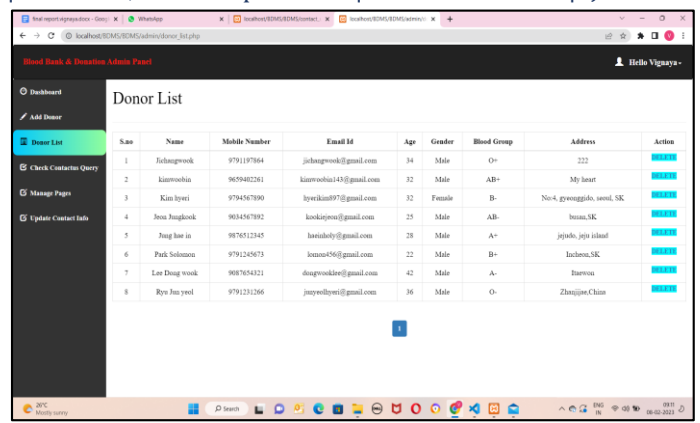 final report.vignaya.docx - Goog
WhatsApp
localhost/BDMS/BDMS/contact_
localhost/BDMS/BDMS/admin/d
localhost/BDMS/BDMS/admin/donor_list.php
Blood Bank & Donation Admin Panel
Hello Vignaya
Dashboard
Add Donor
Donor List
Check Contactus Query
Manage Pages
Update Contact Info
Donor List
S.no Name Mobile Number Email Id Age Gender Blood Group Address Action
1 Jichangwook 9791197864 jichangwook@gmail.com 34 Male O+ 222 DELETE
2 kimwoobin 9659402261 kimwoobin143@gmail.com 32 Male AB+ My heart DELETE
3 Kim hyeri 9794567890 hyerikim897@gmail.com 32 Female B- No:4, gyeonggido, seoul, SK DELETE
4 Jeon Jungkook 9034567892 kookiejeon@gmail.com 25 Male AB- busan,SK DELETE
5 Jung hae in 9876512345 haeinholy@gmail.com 28 Male A+ jejudo, jeju island DELETE
6 Park Solomon 9791245673 lomon456@gmail.com 22 Male B+ Incheon,SK DELETE
7 Lee Dong wook 9087654321 dongwooklee@gmail.com 42 Male A- Itaewon DELETE
8 Ryu Jun yeol 9791231266 junyeolhyeri@gmail.com 36 Male O- Zhanjijae,China DELETE
1
26°C
Mostly sunny
Search
ENG
IN
09:11
06-02-2023